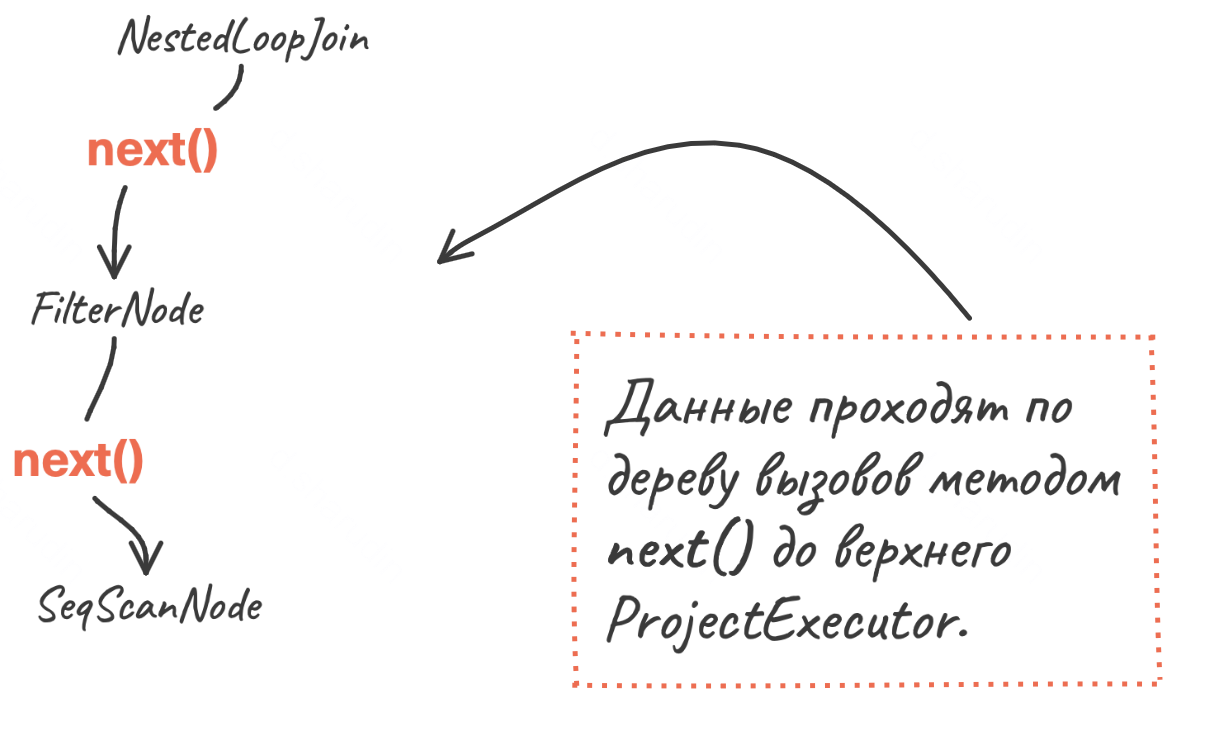 NestedLoopJoin
next()
FilterNode
next()
SeqScanNode
Данные проходят по
дереву вызовов методом
next() до верхнего
ProjectExecutor.